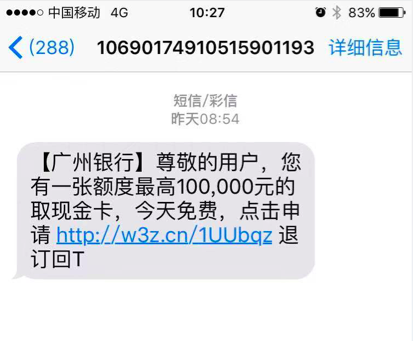 中国移动 4G 10:27 83%
(288) 10690174910515901193 详细信息
短信/彩信
昨天08:54
【广州银行】尊敬的用户，您
有一张额度最高100,000元的
取现金卡，今天免费，点击申
请 http://w3z.cn/1UUbqz 退
订回T